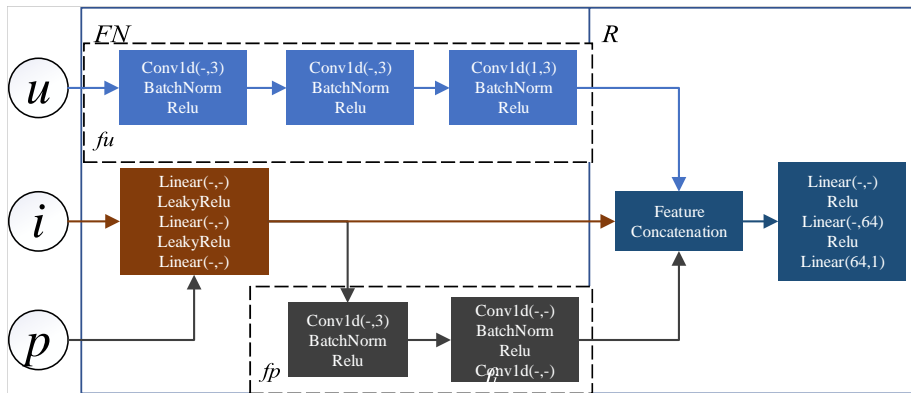 FN
R
u
Conv1d(-,3)
BatchNorm
Relu
Conv1d(-,3)
BatchNorm
Relu
Conv1d(1,3)
BatchNorm
Relu
fu
i
Linear(-,-)
LeakyRelu
Linear(-,-)
LeakyRelu
Linear(-,-)
Feature
Concatenation
Linear(-,-)
Relu
Linear(-,64)
Relu
Linear(64,1)
p
fp
Conv1d(-,3)
BatchNorm
Relu
Conv1d(-,-)
BatchNorm
Relu
Conv1d(-,-)